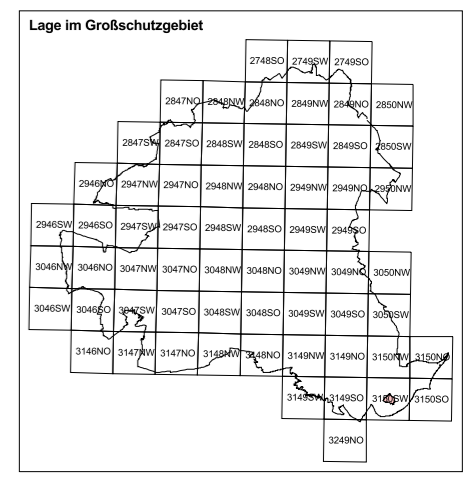 Lage im Großschutzgebiet
2748SO 2749SW 2749SO
2847NO 2848NW 2848NO 2849NW 2849NO 2850NW
2847SW 2847SO 2848SW 2848SO 2849SW 2849SO 2850SW
2946NO 2947NW 2947NO 2948NW 2948NO 2949NW 2949NO 2950NW
2946SW 2946SO 2947SW 2947SO 2948SW 2948SO 2949SW 2949SO
3046NW 3046NO 3047NW 3047NO 3048NW 3048NO 3049NW 3049NO 3050NW
3046SW 3046SO 3047SW 3047SO 3048SW 3048SO 3049SW 3049SO 3050SW
3146NO 3147NW 3147NO 3148NW 3148NO 3149NW 3149NO 3150NW 3150NO
3149SW 3149SO 3150SW 3150SO
3249NO